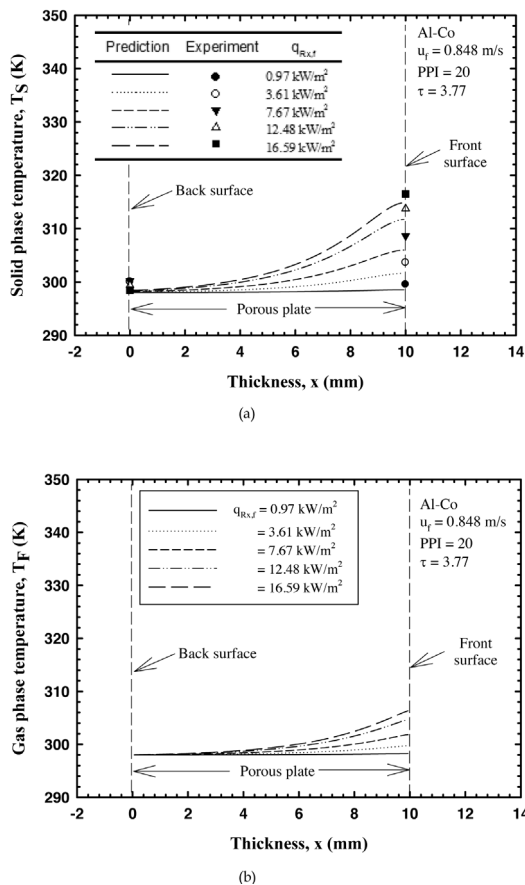 Solid phase temperature, T_S (K)
350
340
330
320
310
300
290
Prediction Experiment q_Rx,f
0.97 kW/m²
3.61 kW/m²
7.67 kW/m²
12.48 kW/m²
16.59 kW/m²
Al-Co
u_f = 0.848 m/s
PPI = 20
τ = 3.77
Front
surface
Back surface
Porous plate
-2 0 2 4 6 8 10 12 14
Thickness, x (mm)
(a)
Gas phase temperature, T_F (K)
350
340
330
320
310
300
290
q_Rx,f = 0.97 kW/m²
= 3.61 kW/m²
= 7.67 kW/m²
= 12.48 kW/m²
= 16.59 kW/m²
Al-Co
u_f = 0.848 m/s
PPI = 20
τ = 3.77
Front
surface
Back surface
Porous plate
-2 0 2 4 6 8 10 12 14
Thickness, x (mm)
(b)